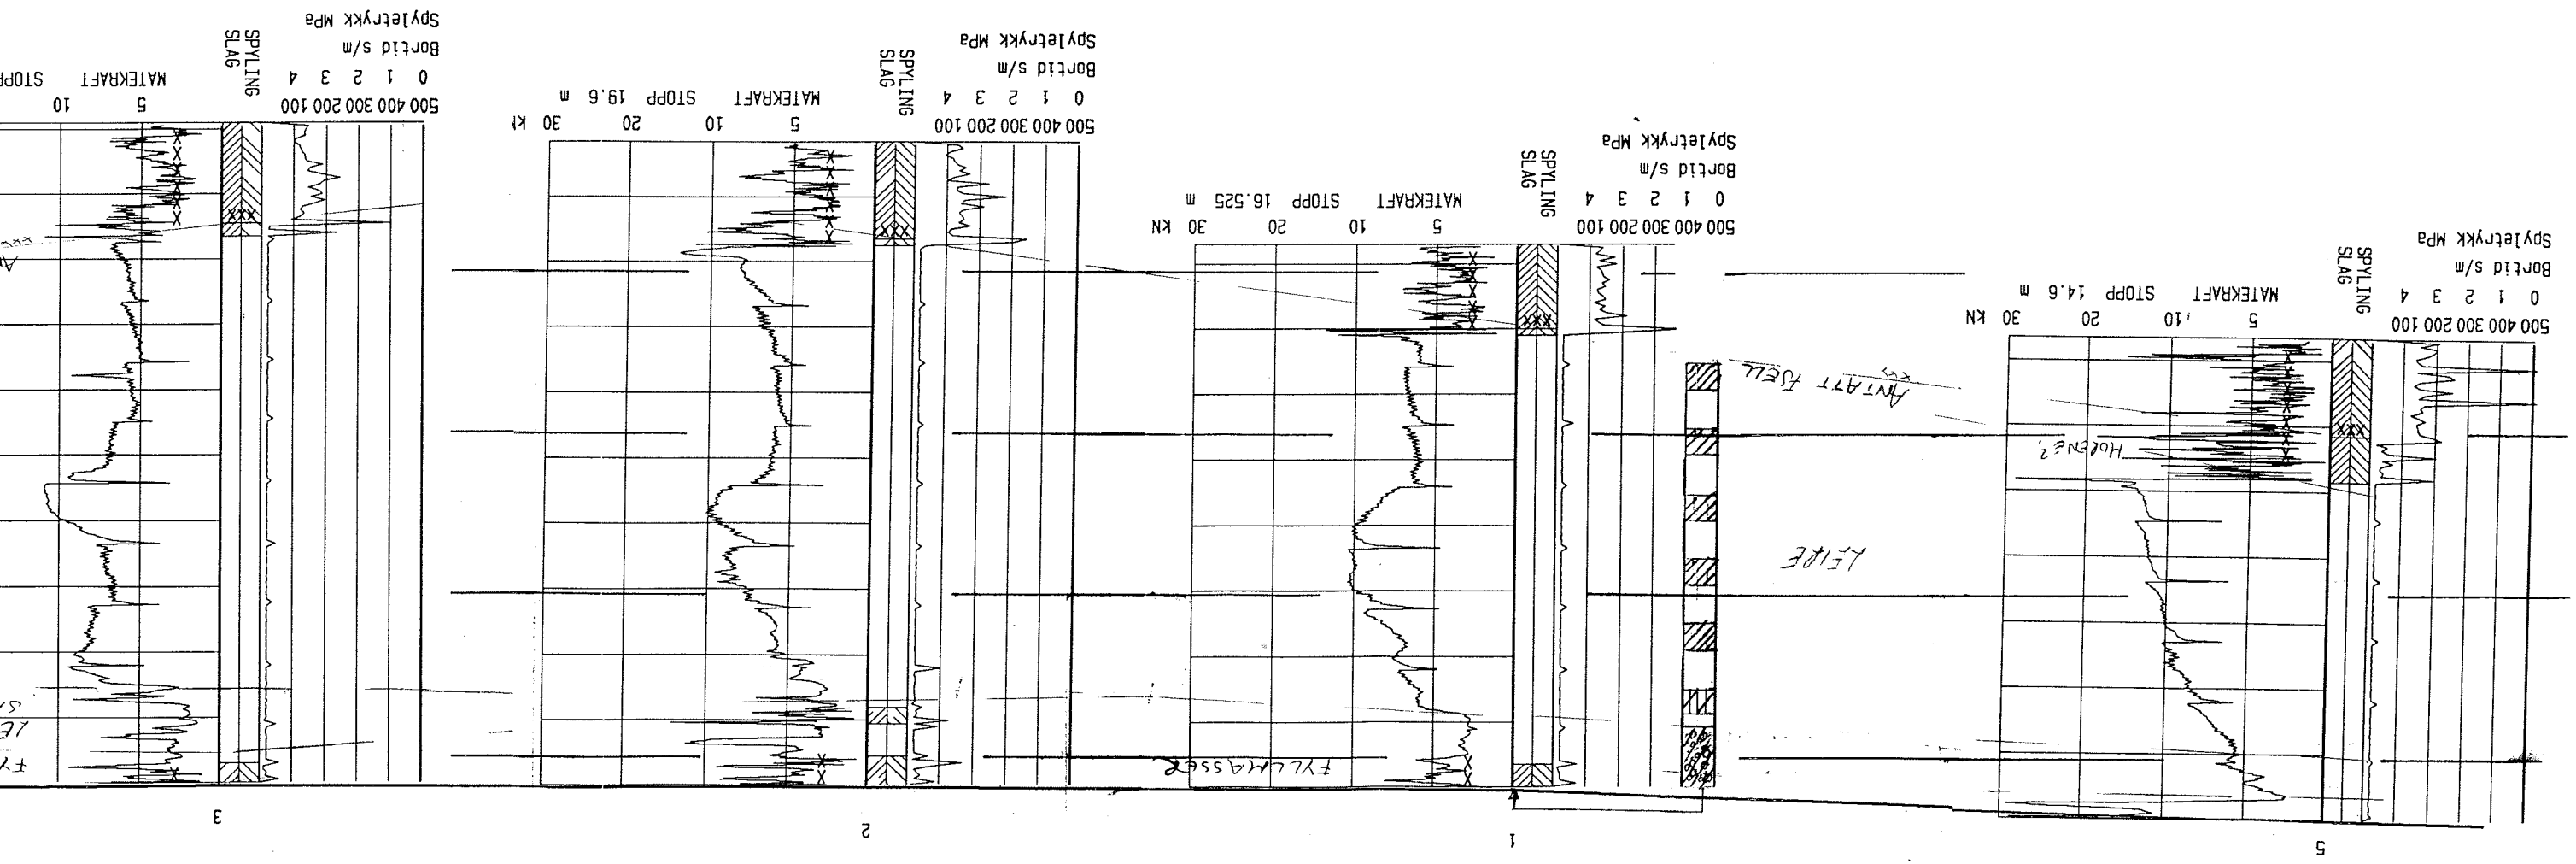 5
1
2
3
FYLLMASSER
LEIRE
MORENE?
ANTATT FJELL
500 400 300 200 100
0 1 2 3 4
Bortid s/m
Spyletrykk MPa
SPYLING
SLAG
5 10 20 30 kN
MATEKRAFT STOPP 14.6 m
500 400 300 200 100
0 1 2 3 4
Bortid s/m
Spyletrykk MPa
SPYLING
SLAG
5 10 20 30 kN
MATEKRAFT STOPP 16.525 m
500 400 300 200 100
0 1 2 3 4
Bortid s/m
Spyletrykk MPa
SPYLING
SLAG
5 10 20 30
MATEKRAFT STOPP 19.6 m
500 400 300 200 100
0 1 2 3 4
Bortid s/m
Spyletrykk MPa
SPYLING
SLAG
5 10
MATEKRAFT STOPP